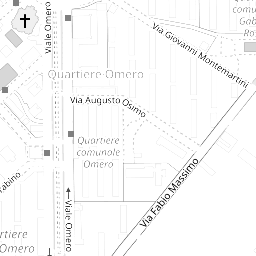 Viale Omero
Via Giovanni Montemartini
comunale
Quartiere Omero
Via Augusto Osimo
Quartiere
comunale
Omero
Via Fabio Massimo
Viale Omero
Omero